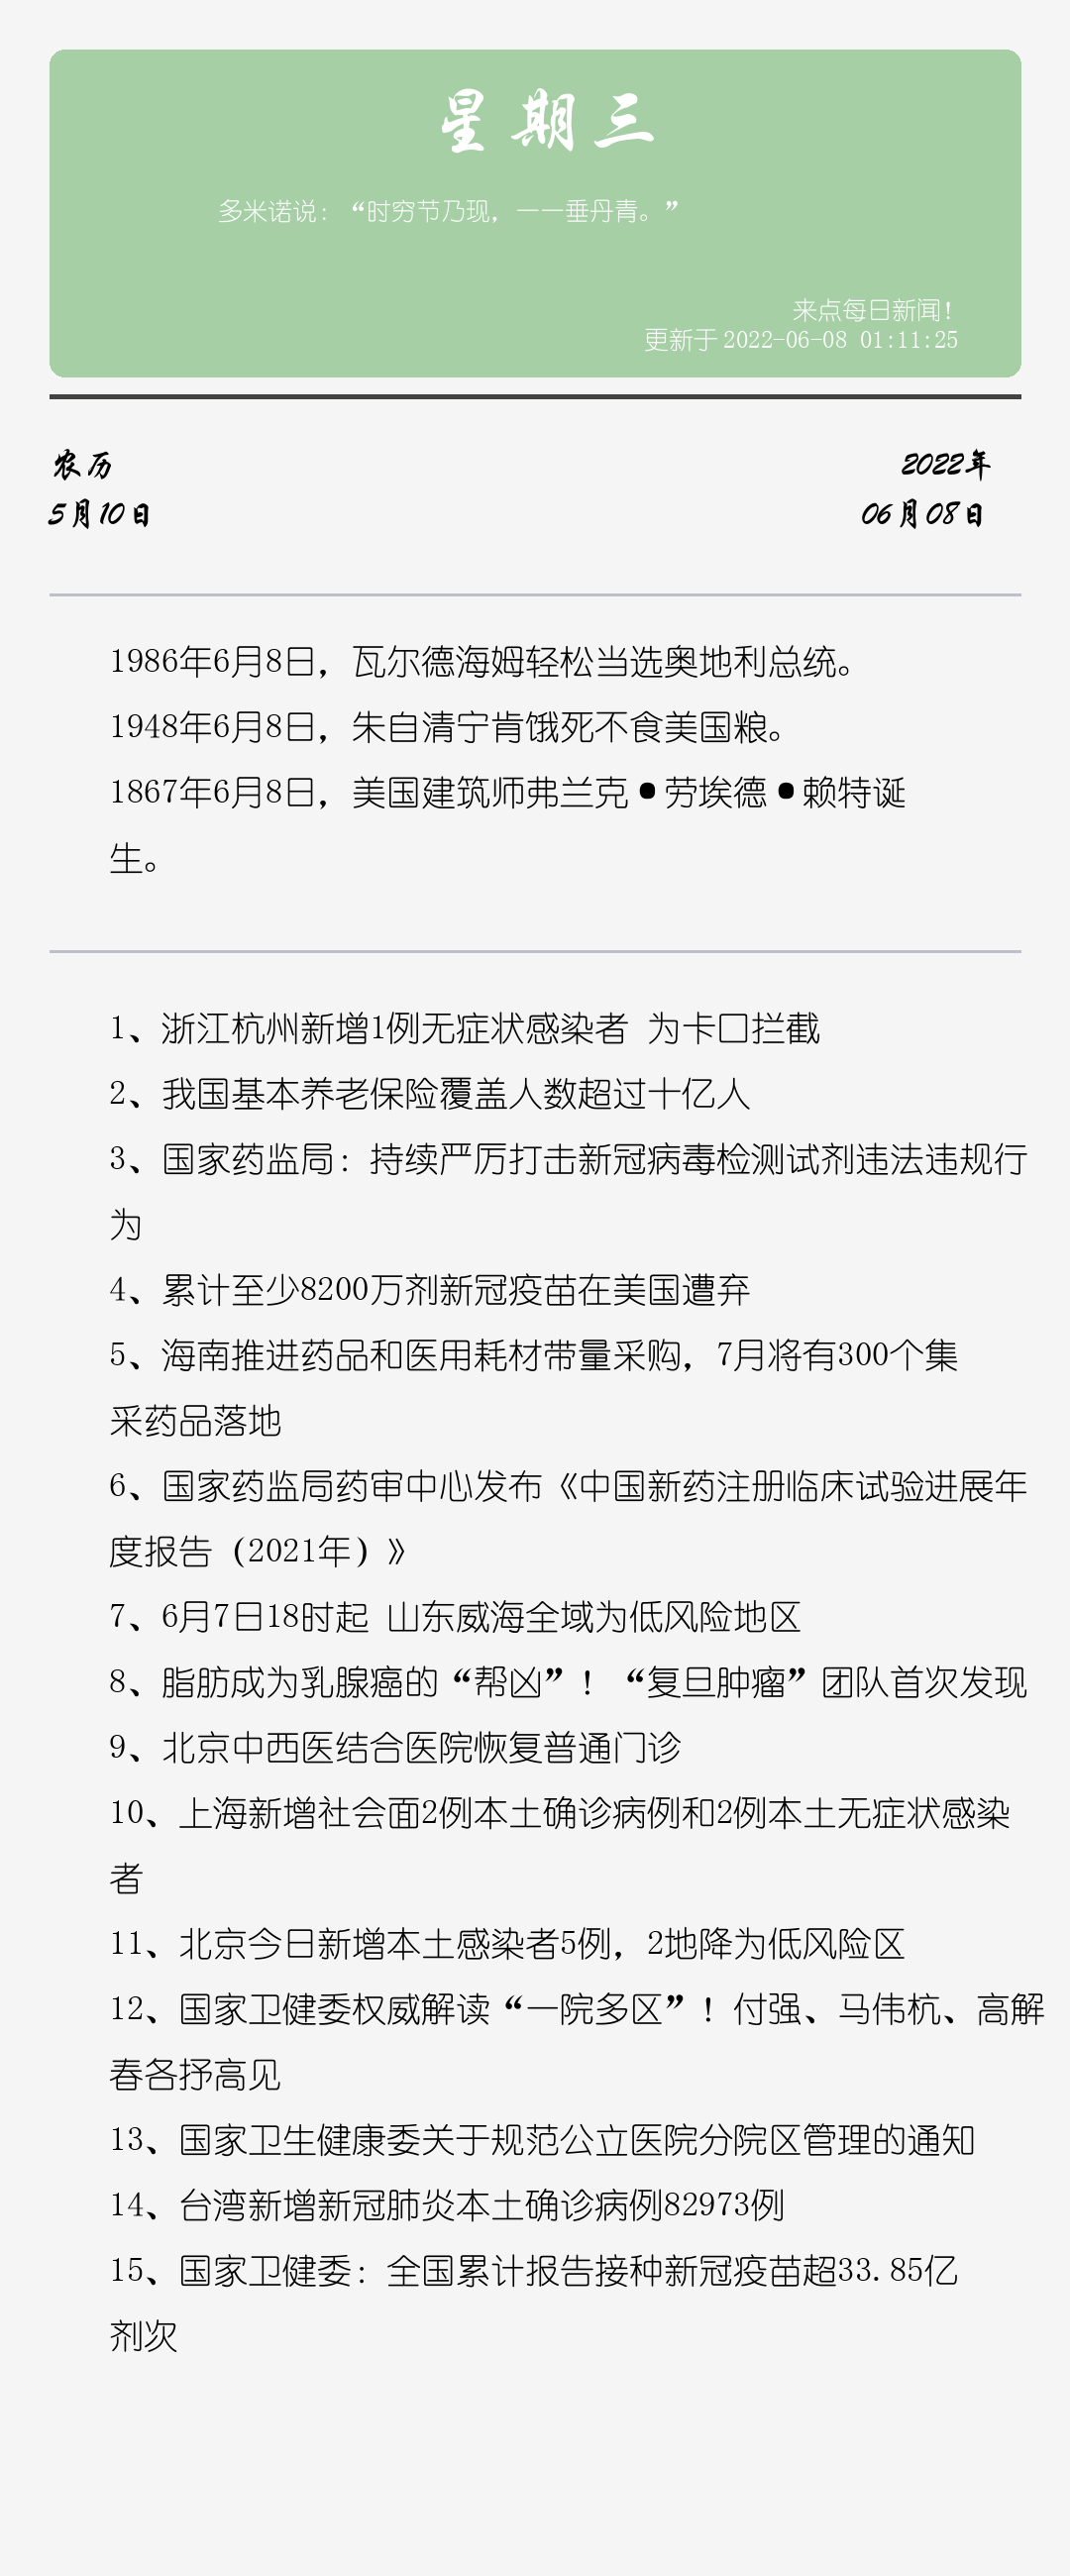 星期三
多米诺说：“时穷节乃现，一一垂丹青。”
来点每日新闻！
更新于 2022-06-08 01:11:25
农历
2022年
5月10日
06月08日
1986年6月8日，瓦尔德海姆轻松当选奥地利总统。
1948年6月8日，朱自清宁肯饿死不食美国粮。
1867年6月8日，美国建筑师弗兰克•劳埃德•赖特诞
生。
1、浙江杭州新增1例无症状感染者 为卡口拦截
2、我国基本养老保险覆盖人数超过十亿人
3、国家药监局：持续严厉打击新冠病毒检测试剂违法违规行
为
4、累计至少8200万剂新冠疫苗在美国遭弃
5、海南推进药品和医用耗材带量采购，7月将有300个集
采药品落地
6、国家药监局药审中心发布《中国新药注册临床试验进展年
度报告（2021年）》
7、6月7日18时起 山东威海全域为低风险地区
8、脂肪成为乳腺癌的“帮凶”！“复旦肿瘤”团队首次发现
9、北京中西医结合医院恢复普通门诊
10、上海新增社会面2例本土确诊病例和2例本土无症状感染
者
11、北京今日新增本土感染者5例，2地降为低风险区
12、国家卫健委权威解读“一院多区”！付强、马伟杭、高解
春各抒高见
13、国家卫生健康委关于规范公立医院分院区管理的通知
14、台湾新增新冠肺炎本土确诊病例82973例
15、国家卫健委：全国累计报告接种新冠疫苗超33.85亿
剂次